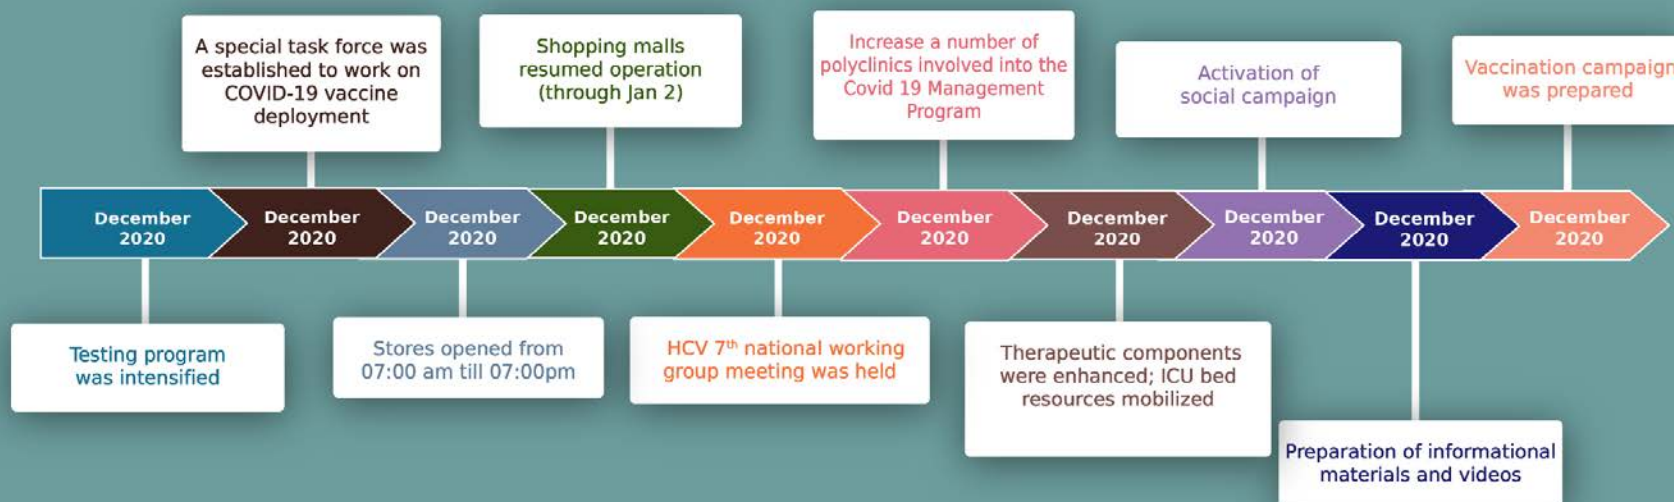 A special task force was
established to work on
COVID-19 vaccine
deployment
Shopping malls
resumed operation
(through Jan 2)
Increase a number of
polyclinics involved into the
Covid 19 Management
Program
Activation of
social campaign
Vaccination campaign
was prepared
December
2020
December
2020
December
2020
December
2020
December
2020
December
2020
December
2020
December
2020
December
2020
December
2020
Testing program
was intensified
Stores opened from
07:00 am till 07:00pm
HCV 7th national working
group meeting was held
Therapeutic components
were enhanced; ICU bed
resources mobilized
Preparation of informational
materials and videos